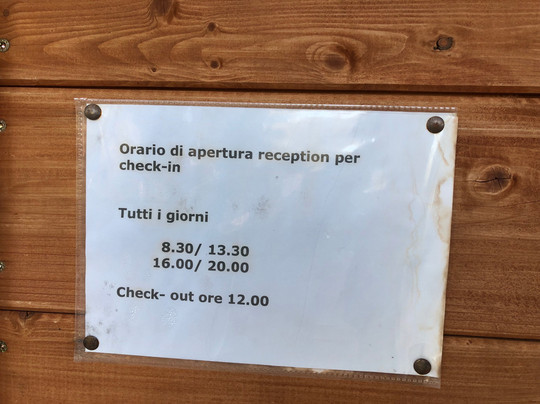 Orario di apertura reception per
check-in
Tutti i giorni
8.30/ 13.30
16.00/ 20.00
Check- out ore 12.00